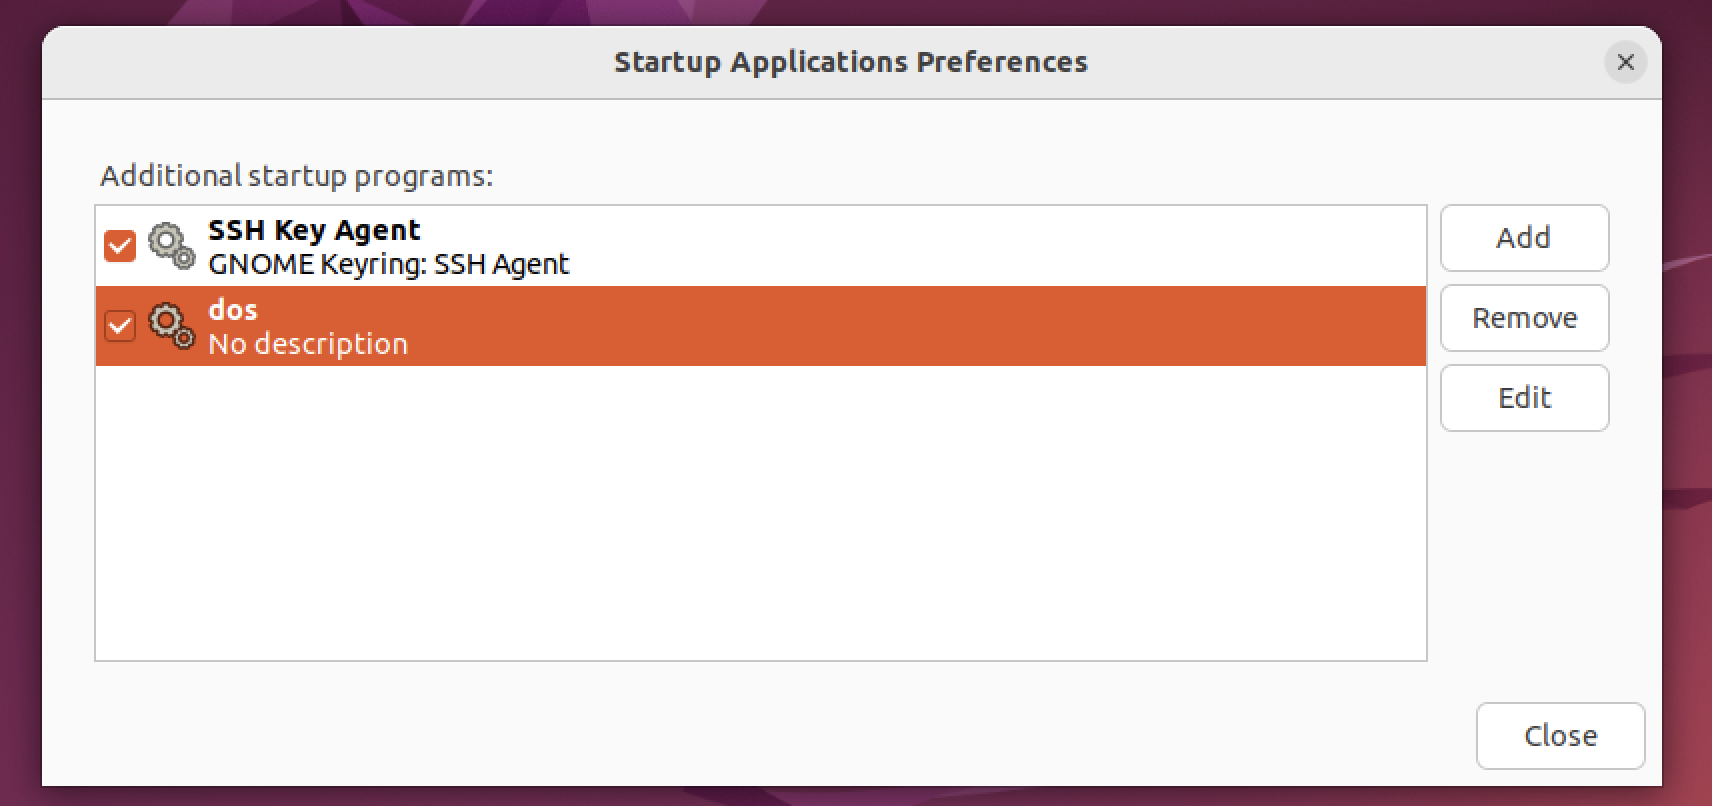 Startup Applications Preferences
Additional startup programs:
SSH Key Agent
GNOME Keyring: SSH Agent
dos
No description
Add
Remove
Edit
Close